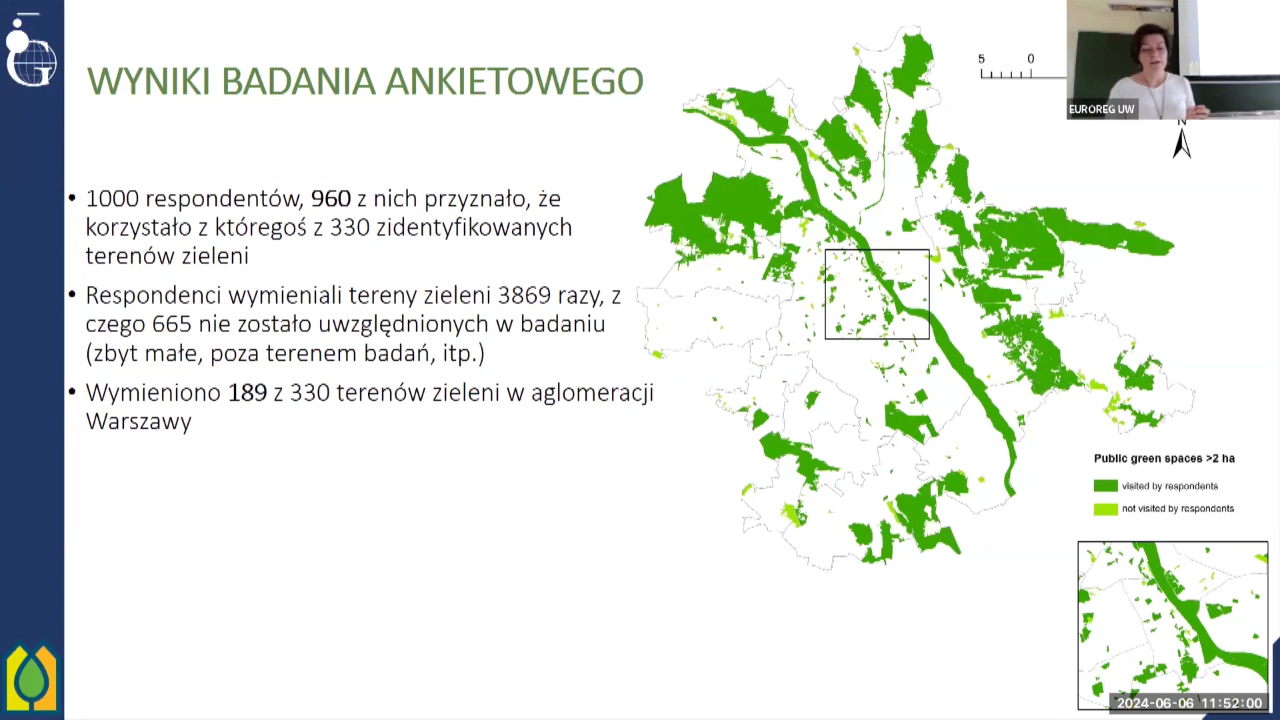 WYNIKI BADANIA ANKIETOWEGO
• 1000 respondentów, 960 z nich przyznało, że
korzystało z któregoś z 330 zidentyfikowanych
terenów zieleni
• Respondenci wymieniali tereny zieleni 3869 razy, z
czego 665 nie zostało uwzględnionych w badaniu
(zbyt małe, poza terenem badań, itp.)
• Wymieniono 189 z 330 terenów zieleni w aglomeracji
Warszawy
5 0
EUROREG UW
N
Public green spaces >2 ha
visited by respondents
not visited by respondents
2024-06-06 11:52:00